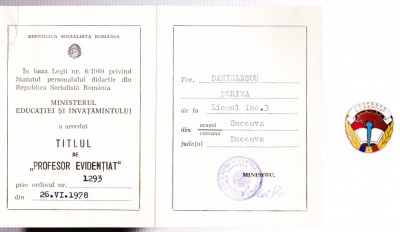 REPUBLICA SOCIALISTĂ ROMÂNIA
În baza Legii nr. 6/1969 privind
Statutul personalului didactic din
Republica Socialistă România
MINISTERUL
EDUCAȚIEI ȘI ÎNVĂȚĂMÎNTULUI
a acordat
TITLUL
DE
„PROFESOR EVIDENȚIAT"
prin ordinul nr. 1293
din 26.VI.1978
Tov. DANIELESCU
DORINA
de la Liceul Ind.3
din orașul Suceava
comuna
județul Suceava
MINISTRU,